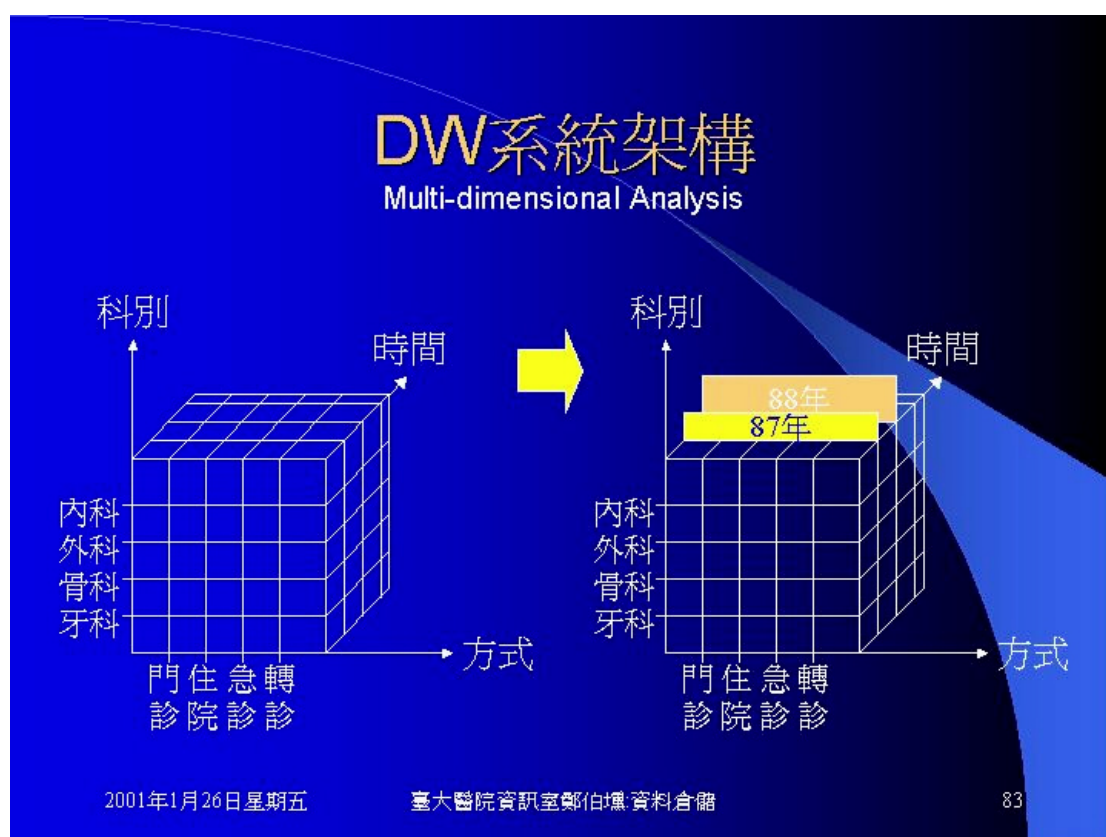 DW系統架構
Multi-dimensional Analysis
科別
時間
內科
外科
骨科
牙科
門診
住院
急診
轉診
方式
科別
時間
88年
87年
內科
外科
骨科
牙科
門診
住院
急診
轉診
方式
2001年1月26日星期五
臺大醫院資訊室鄭伯壎:資料倉儲
83